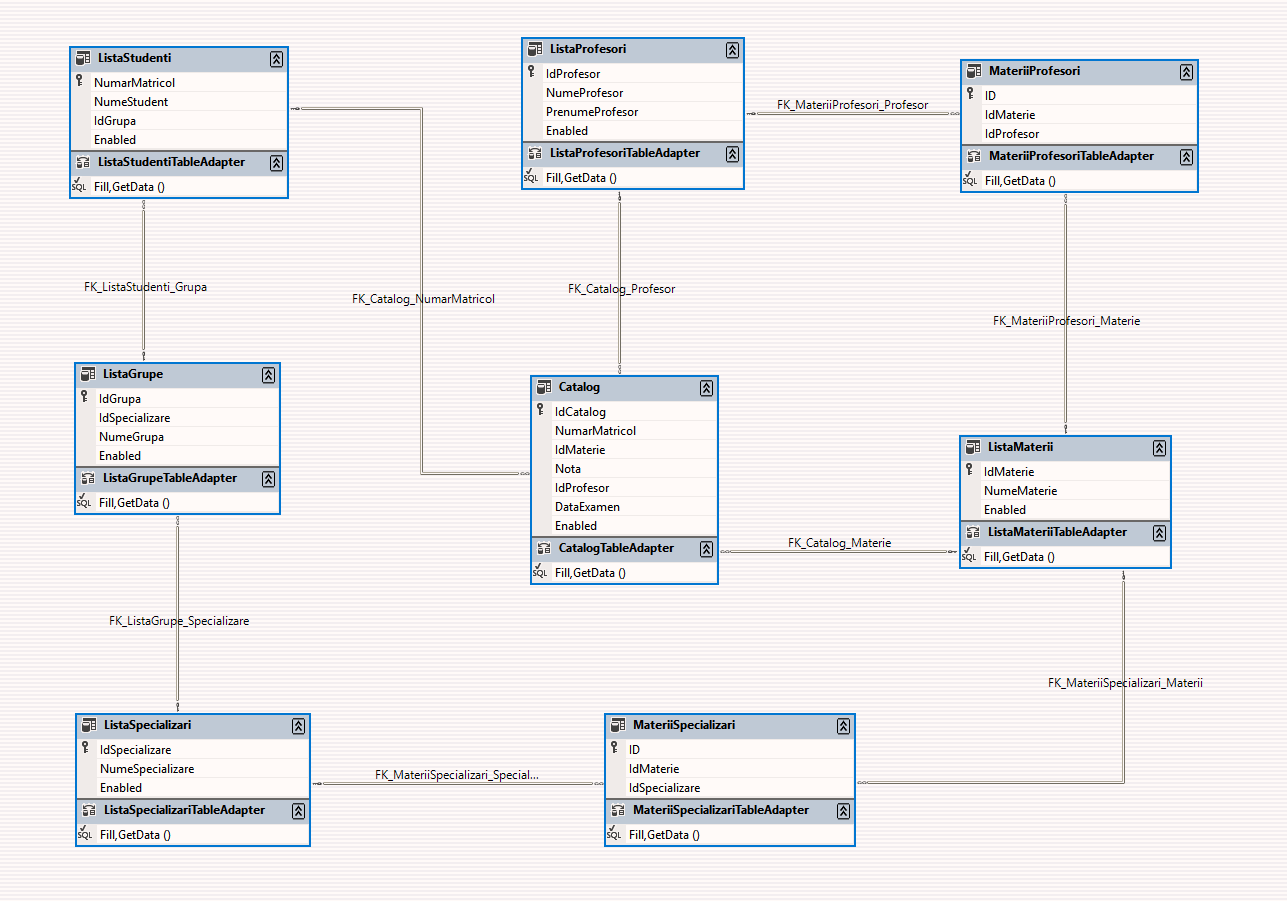 ListaStudenti
NumarMatricol
NumeStudent
IdGrupa
Enabled
ListaStudentiTableAdapter
SQL Fill,GetData ()
ListaProfesori
IdProfesor
NumeProfesor
PrenumeProfesor
Enabled
ListaProfesoriTableAdapter
SQL Fill,GetData ()
MateriiProfesori
ID
IdMaterie
IdProfesor
MateriiProfesoriTableAdapter
SQL Fill,GetData ()
FK_MateriiProfesori_Profesor
FK_ListaStudenti_Grupa
FK_Catalog_NumarMatricol
FK_Catalog_Profesor
FK_MateriiProfesori_Materie
ListaGrupe
IdGrupa
IdSpecializare
NumeGrupa
Enabled
ListaGrupeTableAdapter
SQL Fill,GetData ()
Catalog
IdCatalog
NumarMatricol
IdMaterie
Nota
IdProfesor
DataExamen
Enabled
CatalogTableAdapter
SQL Fill,GetData ()
ListaMaterii
IdMaterie
NumeMaterie
Enabled
ListaMateriiTableAdapter
SQL Fill,GetData ()
FK_Catalog_Materie
FK_ListaGrupe_Specializare
FK_MateriiSpecializari_Materii
ListaSpecializari
IdSpecializare
NumeSpecializare
Enabled
ListaSpecializariTableAdapter
SQL Fill,GetData ()
FK_MateriiSpecializari_Special...
MateriiSpecializari
ID
IdMaterie
IdSpecializare
MateriiSpecializariTableAdapter
SQL Fill,GetData ()